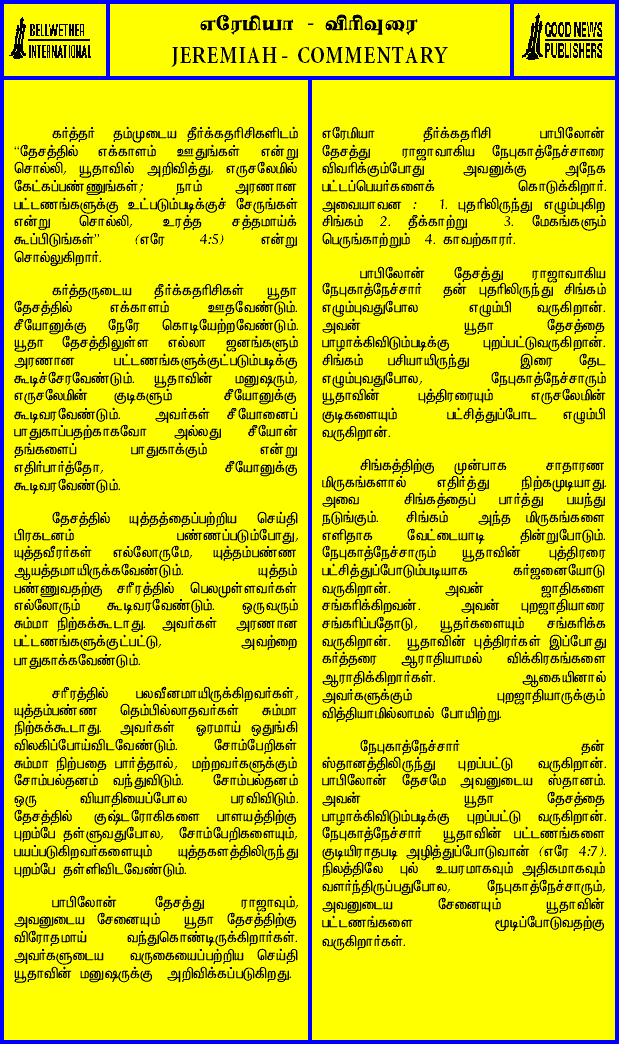 BELLWETHER
INTERNATIONAL
எரேமியா - விரிவுரை
JEREMIAH - COMMENTARY
GOOD NEWS
PUBLISHERS
கர்த்தர் தம்முடைய தீர்க்கதரிசிகளிடம்
“தேசத்தில் எக்காளம் ஊதுங்கள் என்று
சொல்லி, யூதாவில் அறிவித்து, எருசலேமில்
கேட்கப்பண்ணுங்கள்; நாம் அரணான
பட்டணங்களுக்கு உட்படும்படிக்குச் சேருங்கள்
என்று சொல்லி, உரத்த சத்தமாய்க்
கூப்பிடுங்கள்” (எரே 4:5) என்று
சொல்லுகிறார்.
கர்த்தருடைய தீர்க்கதரிசிகள் யூதா
தேசத்தில் எக்காளம் ஊதவேண்டும்.
சீயோனுக்கு நேரே கொடியேற்றவேண்டும்.
யூதா தேசத்திலுள்ள எல்லா ஜனங்களும்
அரணான பட்டணங்களுக்குட்படும்படிக்கு
கூடிச்சேரவேண்டும். யூதாவின் மனுஷரும்,
எருசலேமின் குடிகளும் சீயோனுக்கு
கூடிவரவேண்டும். அவர்கள் சீயோனைப்
பாதுகாப்பதற்காகவோ அல்லது சீயோன்
தங்களைப் பாதுகாக்கும் என்று
எதிர்பார்த்தோ, சீயோனுக்கு
கூடிவரவேண்டும்.
தேசத்தில் யுத்தத்தைப்பற்றிய செய்தி
பிரகடனம் பண்ணப்படும்போது,
யுத்தவீரர்கள் எல்லோருமே, யுத்தம்பண்ண
ஆயத்தமாயிருக்கவேண்டும். யுத்தம்
பண்ணுவதற்கு சரீரத்தில் பெலமுள்ளவர்கள்
எல்லோரும் கூடிவரவேண்டும். ஒருவரும்
சும்மா நிற்கக்கூடாது. அவர்கள் அரணான
பட்டணங்களுக்குட்பட்டு, அவற்றை
பாதுகாக்கவேண்டும்.
சரீரத்தில் பலவீனமாயிருக்கிறவர்கள்,
யுத்தம்பண்ண தெம்பில்லாதவர்கள் சும்மா
நிற்கக்கூடாது. அவர்கள் ஓரமாய் ஒதுங்கி
விலகிப்போய்விடவேண்டும். சோம்பேறிகள்
சும்மா நிற்பதை பார்த்தால், மற்றவர்களுக்கும்
சோம்பல்தனம் வந்துவிடும். சோம்பல்தனம்
ஒரு வியாதியைப்போல பரவிவிடும்.
தேசத்தில் குஷ்டரோகிகளை பாளயத்திற்கு
புறம்பே தள்ளுவதுபோல, சோம்பேறிகளையும்,
பயப்படுகிறவர்களையும் யுத்தகளத்திலிருந்து
புறம்பே தள்ளிவிடவேண்டும்.
பாபிலோன் தேசத்து ராஜாவும்,
அவனுடைய சேனையும் யூதா தேசத்திற்கு
விரோதமாய் வந்துகொண்டிருக்கிறார்கள்.
அவர்களுடைய வருகையைப்பற்றிய செய்தி
யூதாவின் மனுஷருக்கு அறிவிக்கப்படுகிறது.
எரேமியா தீர்க்கதரிசி பாபிலோன்
தேசத்து ராஜாவாகிய நேபுகாத்நேச்சாரை
விவரிக்கும்போது அவனுக்கு அநேக
பட்டப்பெயர்களைக் கொடுக்கிறார்.
அவையாவன : 1. புதரிலிருந்து எழும்புகிற
சிங்கம் 2. தீக்காற்று 3. மேகங்களும்
பெருங்காற்றும் 4. காவற்காரர்.
பாபிலோன் தேசத்து ராஜாவாகிய
நேபுகாத்நேச்சார் தன் புதரிலிருந்து சிங்கம்
எழும்புவதுபோல எழும்பி வருகிறான்.
அவன் யூதா தேசத்தை
பாழாக்கிவிடும்படிக்கு புறப்பட்டுவருகிறான்.
சிங்கம் பசியாயிருந்து இரை தேட
எழும்புவதுபோல, நேபுகாத்நேச்சாரும்
யூதாவின் புத்திரரையும் எருசலேமின்
குடிகளையும் பட்சித்துப்போட எழும்பி
வருகிறான்.
சிங்கத்திற்கு முன்பாக சாதாரண
மிருகங்களால் எதிர்த்து நிற்கமுடியாது.
அவை சிங்கத்தைப் பார்த்து பயந்து
நடுங்கும். சிங்கம் அந்த மிருகங்களை
எளிதாக வேட்டையாடி தின்றுபோடும்.
நேபுகாத்நேச்சாரும் யூதாவின் புத்திரரை
பட்சித்துப்போடும்படியாக கர்ஜனையோடு
வருகிறான். அவன் ஜாதிகளை
சங்கரிக்கிறவன். அவன் புறஜாதியாரை
சங்கரிப்பதோடு, யூதர்களையும் சங்கரிக்க
வருகிறான். யூதாவின் புத்திரர்கள் இப்போது
கர்த்தரை ஆராதியாமல் விக்கிரகங்களை
ஆராதிக்கிறார்கள். ஆகையினால்
அவர்களுக்கும் புறஜாதியாருக்கும்
வித்தியாமில்லாமல் போயிற்று.
நேபுகாத்நேச்சார் தன்
ஸ்தானத்திலிருந்து புறப்பட்டு வருகிறான்.
பாபிலோன் தேசமே அவனுடைய ஸ்தானம்.
அவன் யூதா தேசத்தை
பாழாக்கிவிடும்படிக்கு புறப்பட்டு வருகிறான்.
நேபுகாத்நேச்சார் யூதாவின் பட்டணங்களை
குடியிராதபடி அழித்துப்போடுவான் (எரே 4:7).
நிலத்திலே புல் உயரமாகவும் அதிகமாகவும்
வளர்ந்திருப்பதுபோல, நேபுகாத்நேச்சாரும்,
அவனுடைய சேனையும் யூதாவின்
பட்டணங்களை மூடிப்போடுவதற்கு
வருகிறார்கள்.